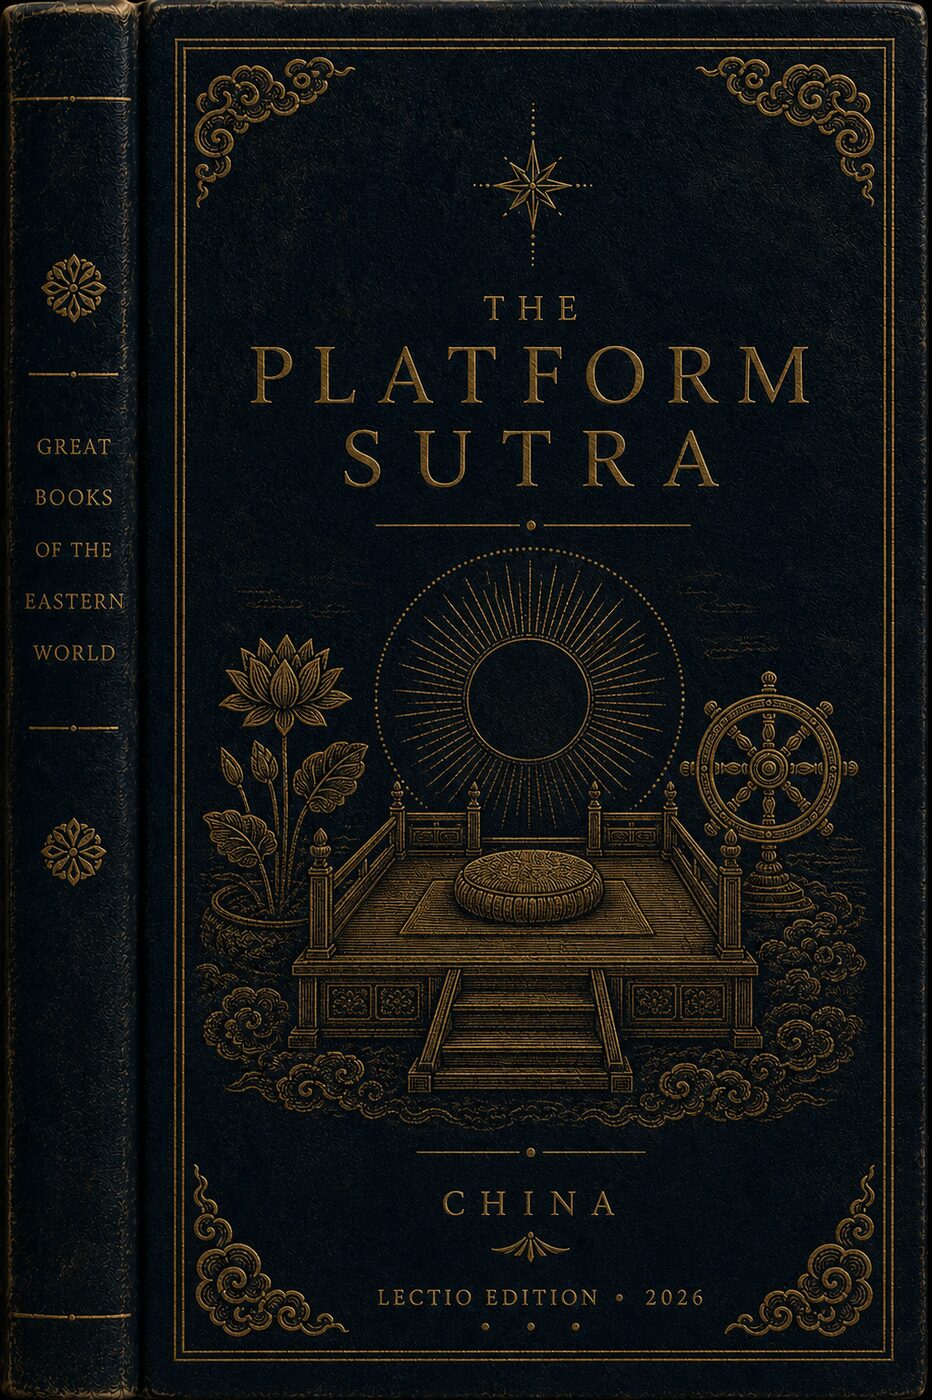 GREAT
BOOKS
OF THE
EASTERN
WORLD
THE
PLATFORM
SUTRA
CHINA
LECTIO EDITION • 2026